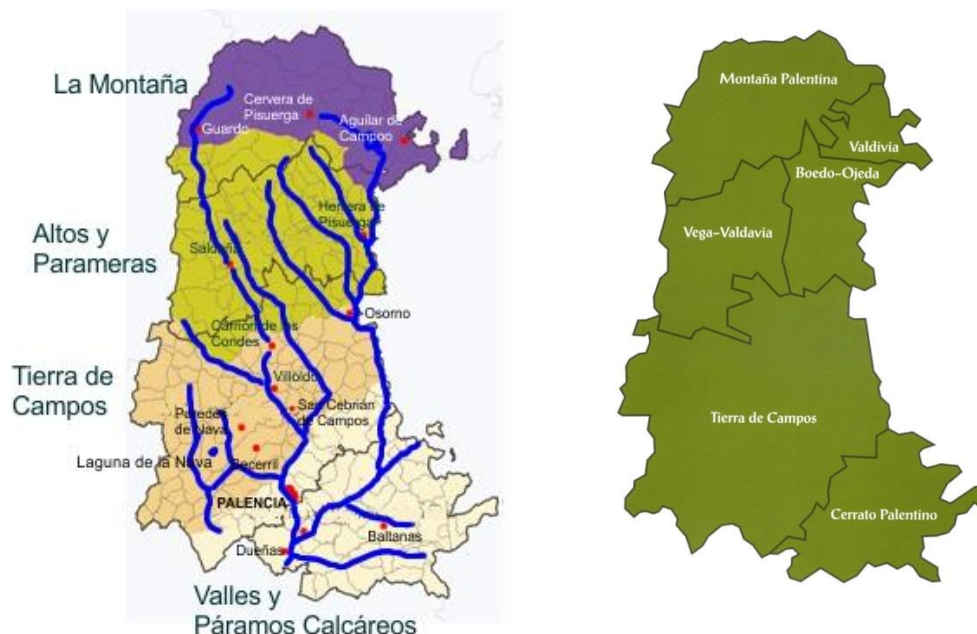 La Montaña
Cervera de
Pisuerga
Aguilar de
Campoo
Guardo
Altos y
Parameras
Herrera de
Pisuerga
Saldaña
Osorno
Carrión de los
Condes
Tierra de
Campos
Villoldo
Paredes
de Nava
San Cebrián
de Campos
Laguna de la Nava
Becerril
PALENCIA
Baltanas
Dueñas
Valles y
Páramos Calcáreos
Montaña Palentina
Valdivia
Boedo-Ojeda
Vega-Valdavia
Tierra de Campos
Cerrato Palentino